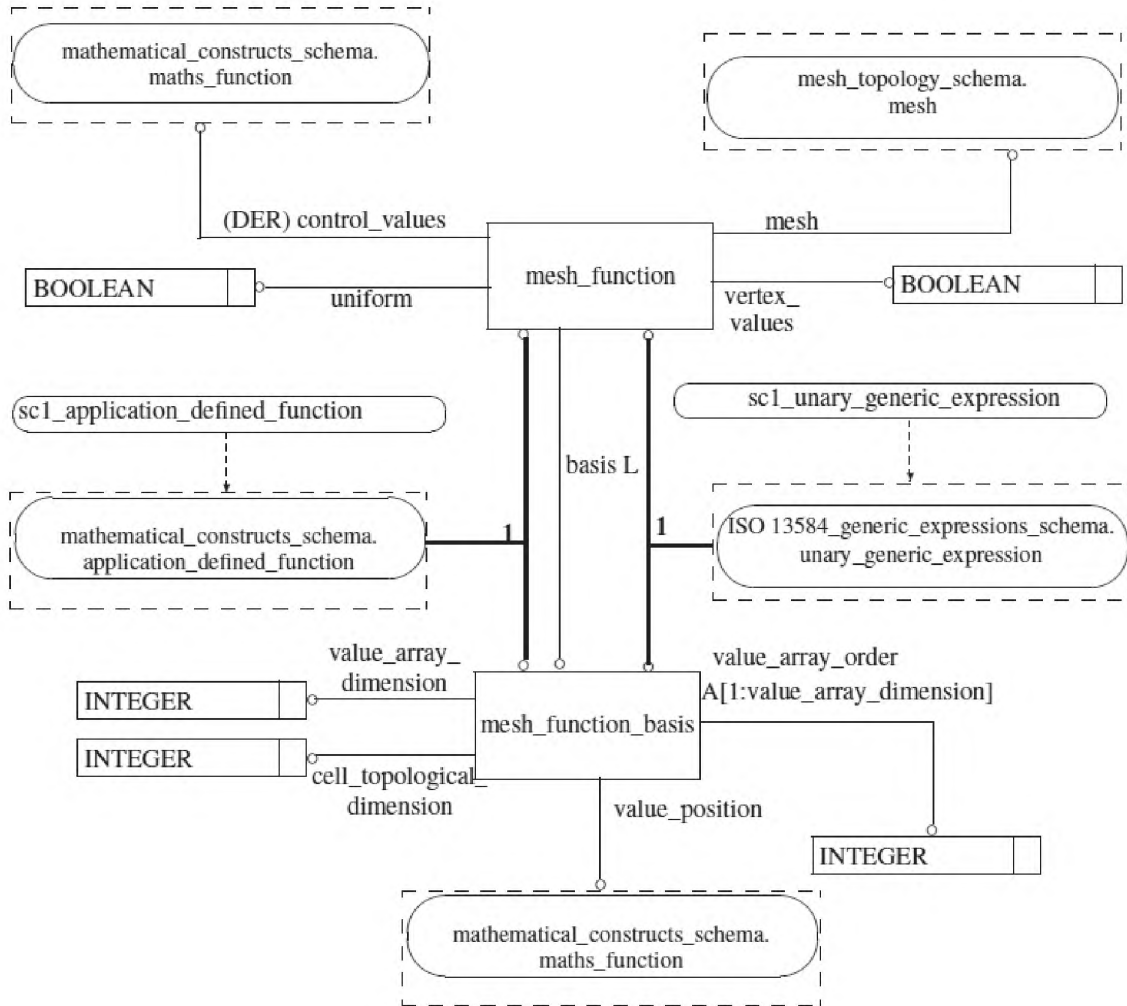 mathematical_constructs_schema.
maths_function
mesh_topology_schema.
mesh
(DER) control_values
mesh
mesh_function
BOOLEAN
uniform
vertex_
values
BOOLEAN
sc1_application_defined_function
sc1_unary_generic_expression
basis L
mathematical_constructs_schema.
application_defined_function
1
1
ISO 13584_generic_expressions_schema.
unary_generic_expression
value_array_
dimension
value_array_order
A[1:value_array_dimension]
INTEGER
mesh_function_basis
INTEGER
cell_topological_
dimension
value_position
INTEGER
mathematical_constructs_schema.
maths_function